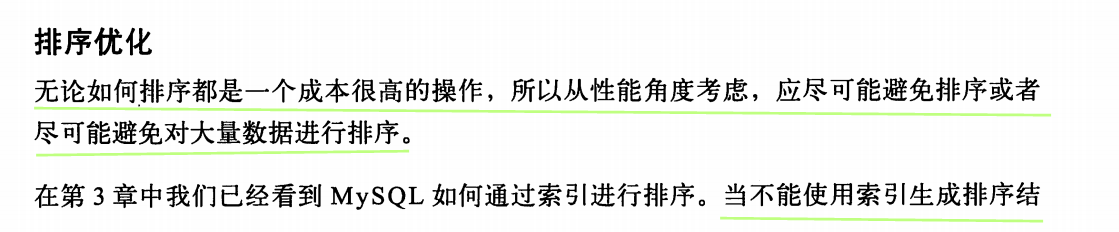 排序优化
无论如何排序都是一个成本很高的操作，所以从性能角度考虑，应尽可能避免排序或者
尽可能避免对大量数据进行排序。
在第 3 章中我们已经看到 MySQL 如何通过索引进行排序。当不能使用索引生成排序结